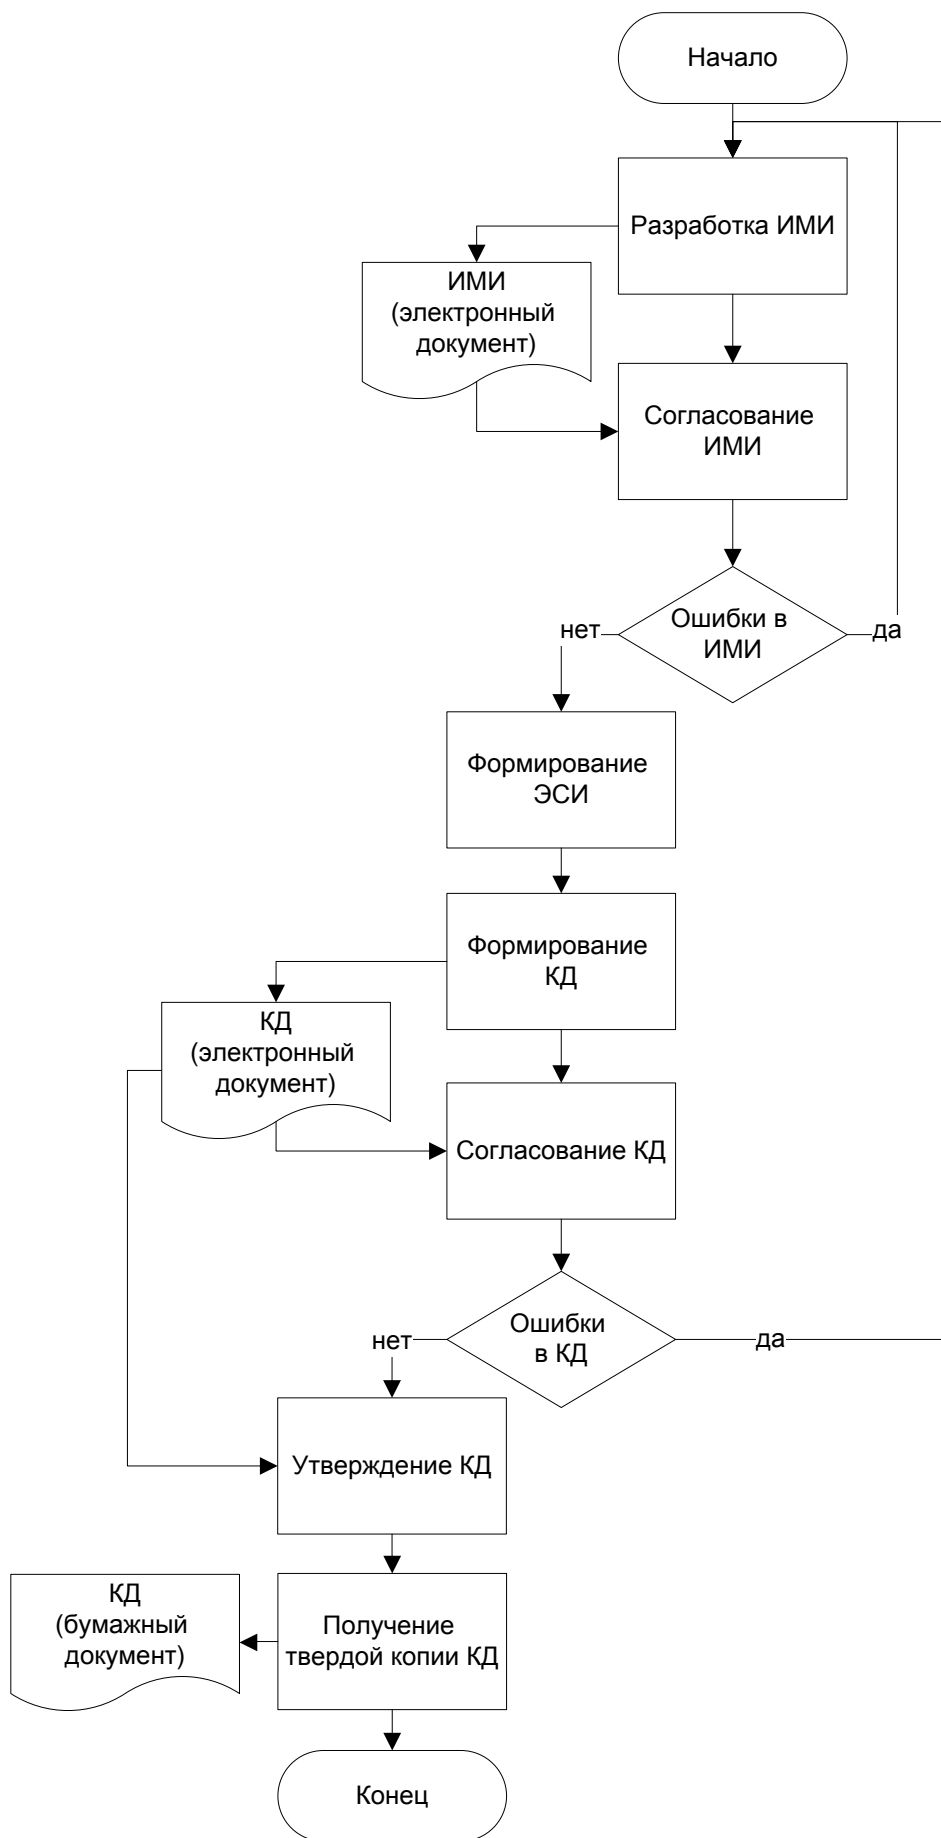 Начало
Разработка ИМИ
ИМИ
(электронный
документ)
Согласование
ИМИ
Ошибки в
ИМИ
нет
да
Формирование
ЭСИ
Формирование
КД
КД
(электронный
документ)
Согласование КД
Ошибки
в КД
нет
да
Утверждение КД
Получение
твердой копии КД
КД
(бумажный
документ)
Конец